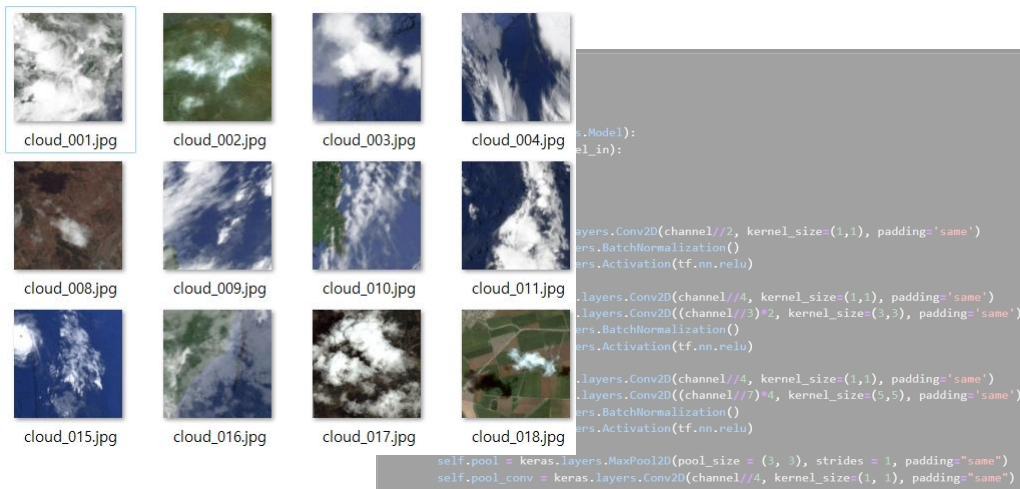 cloud_001.jpg
cloud_002.jpg
cloud_003.jpg
cloud_004.jpg
cloud_008.jpg
cloud_009.jpg
cloud_010.jpg
cloud_011.jpg
cloud_015.jpg
cloud_016.jpg
cloud_017.jpg
cloud_018.jpg
s.Model):
el_in):
ayers.Conv2D(channel//2, kernel_size=(1,1), padding='same')
ers.BatchNormalization()
ers.Activation(tf.nn.relu)
.layers.Conv2D(channel//4, kernel_size=(1,1), padding='same')
.layers.Conv2D((channel//3)*2, kernel_size=(3,3), padding='same')
ers.BatchNormalization()
ers.Activation(tf.nn.relu)
.layers.Conv2D(channel//4, kernel_size=(1,1), padding='same')
.layers.Conv2D((channel//7)*4, kernel_size=(5,5), padding='same')
ers.BatchNormalization()
ers.Activation(tf.nn.relu)
self.pool = keras.layers.MaxPool2D(pool_size = (3, 3), strides = 1, padding="same")
self.pool_conv = keras.layers.Conv2D(channel//4, kernel_size=(1, 1), padding="same")